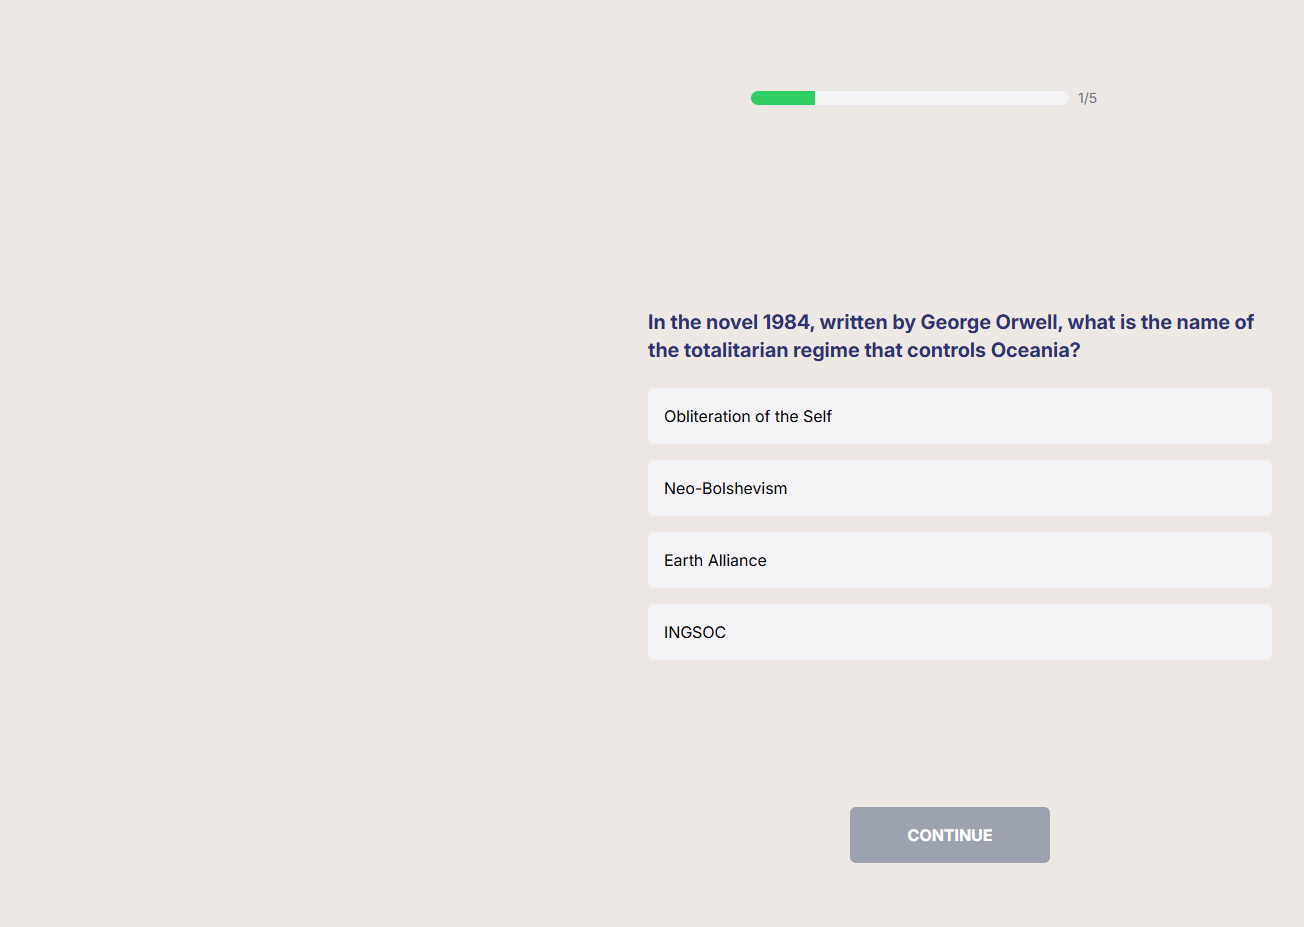 1/5
In the novel 1984, written by George Orwell, what is the name of
the totalitarian regime that controls Oceania?
Obliteration of the Self
Neo-Bolshevism
Earth Alliance
INGSOC
CONTINUE